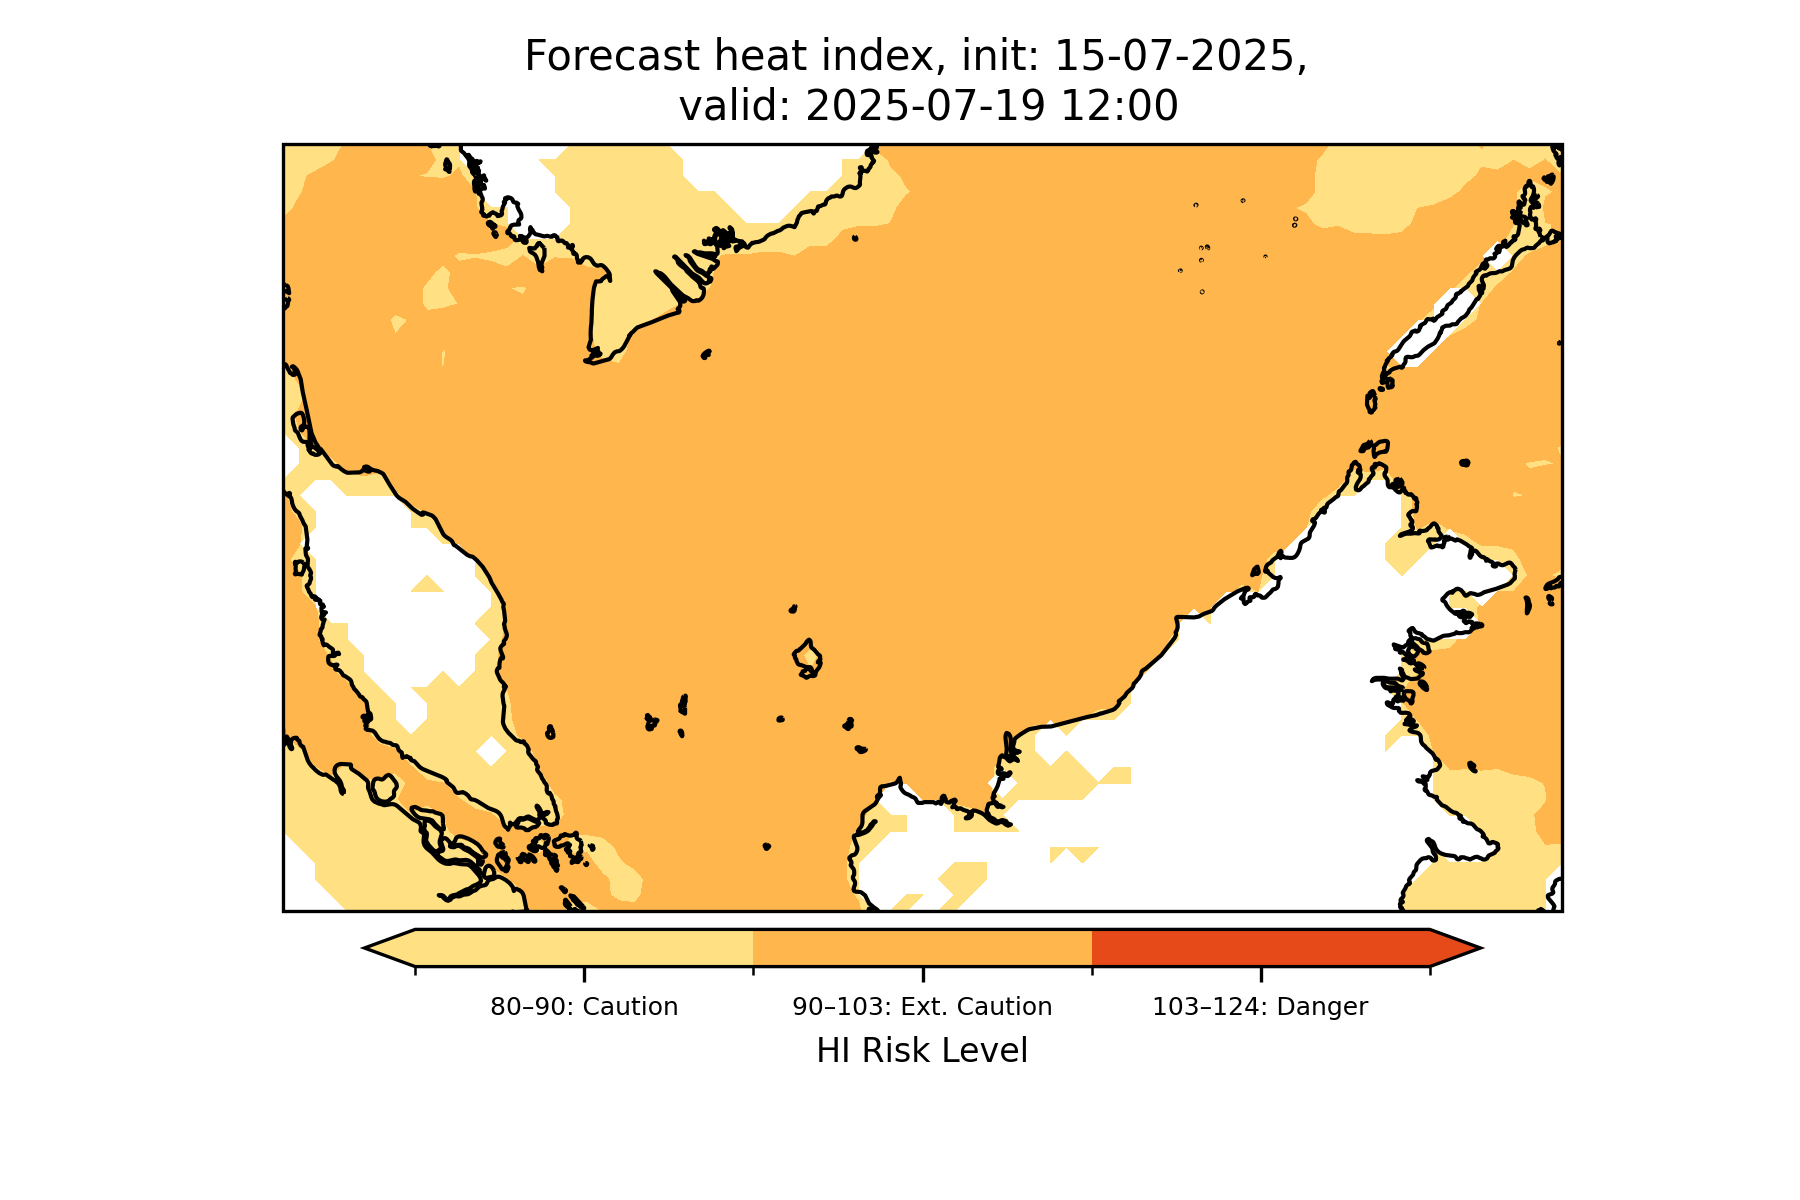 Forecast heat index, init: 15-07-2025,
valid: 2025-07-19 12:00
80–90: Caution
90–103: Ext. Caution
103–124: Danger
HI Risk Level